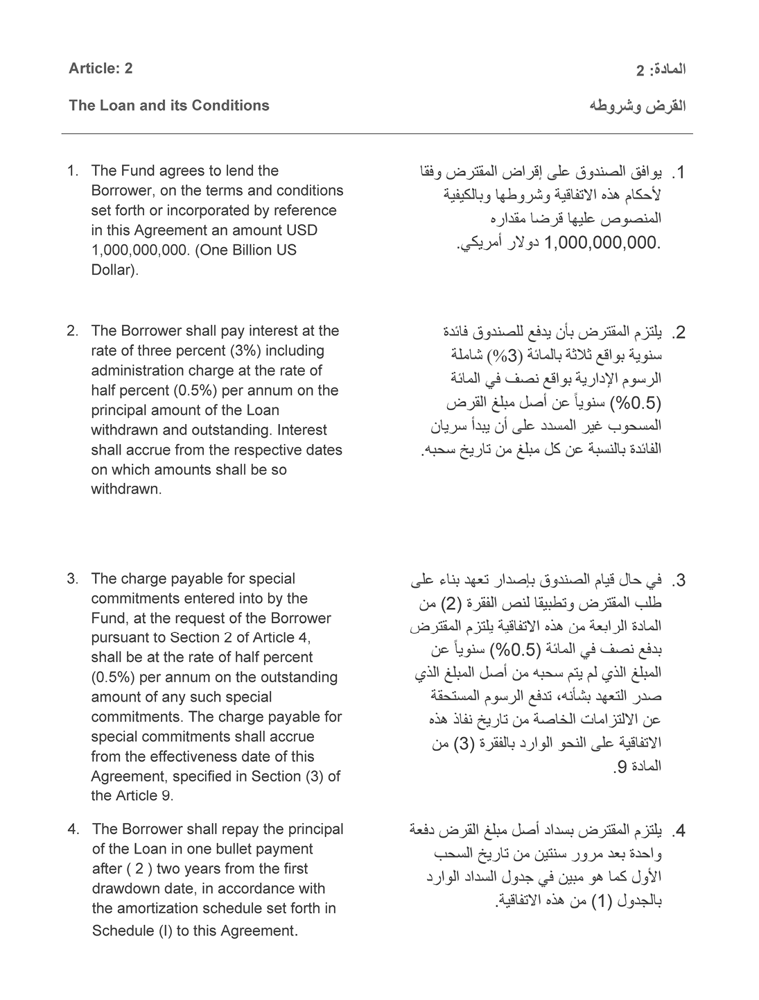 Article: 2
المادة: 2
The Loan and its Conditions
القرض وشروطه
1. The Fund agrees to lend the
Borrower, on the terms and conditions
set forth or incorporated by reference
in this Agreement an amount USD
1,000,000,000. (One Billion US
Dollar).
1. يوافق الصندوق على إقراض المقترض وفقا
لأحكام هذه الاتفاقية وشروطها وبالكيفية
المنصوص عليها قرضا مقداره
1,000,000,000. دولار أمريكي.
2. The Borrower shall pay interest at the
rate of three percent (3%) including
administration charge at the rate of
half percent (0.5%) per annum on the
principal amount of the Loan
withdrawn and outstanding. Interest
shall accrue from the respective dates
on which amounts shall be so
withdrawn.
2. يلتزم المقترض بأن يدفع للصندوق فائدة
سنوية بواقع ثلاثة بالمائة (3%) شاملة
الرسوم الإدارية بواقع نصف في المائة
(0.5%) سنوياً عن أصل مبلغ القرض
المسحوب غير المسدد على أن يبدأ سريان
الفائدة بالنسبة عن كل مبلغ من تاريخ سحبه.
3. The charge payable for special
commitments entered into by the
Fund, at the request of the Borrower
pursuant to Section 2 of Article 4,
shall be at the rate of half percent
(0.5%) per annum on the outstanding
amount of any such special
commitments. The charge payable for
special commitments shall accrue
from the effectiveness date of this
Agreement, specified in Section (3) of
the Article 9.
3. في حال قيام الصندوق بإصدار تعهد بناء على
طلب المقترض وتطبيقا لنص الفقرة (2) من
المادة الرابعة من هذه الاتفاقية يلتزم المقترض
بدفع نصف في المائة (0.5%) سنوياً عن
المبلغ الذي لم يتم سحبه من أصل المبلغ الذي
صدر التعهد بشأنه، تدفع الرسوم المستحقة
عن الالتزامات الخاصة من تاريخ نفاذ هذه
الاتفاقية على النحو الوارد بالفقرة (3) من
المادة 9.
4. The Borrower shall repay the principal
of the Loan in one bullet payment
after ( 2 ) two years from the first
drawdown date, in accordance with
the amortization schedule set forth in
Schedule (I) to this Agreement.
4. يلتزم المقترض بسداد أصل مبلغ القرض دفعة
واحدة بعد مرور سنتين من تاريخ السحب
الأول كما هو مبين في جدول السداد الوارد
بالجدول (1) من هذه الاتفاقية.